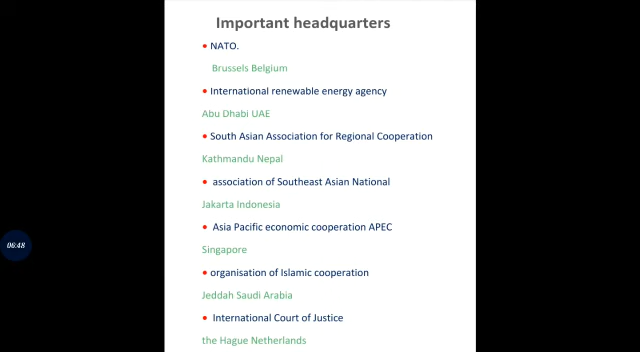 Important headquarters
• NATO.
Brussels Belgium
• International renewable energy agency
Abu Dhabi UAE
• South Asian Association for Regional Cooperation
Kathmandu Nepal
• association of Southeast Asian National
Jakarta Indonesia
• Asia Pacific economic cooperation APEC
Singapore
06:48
• organisation of Islamic cooperation
Jeddah Saudi Arabia
• International Court of Justice
the Hague Netherlands